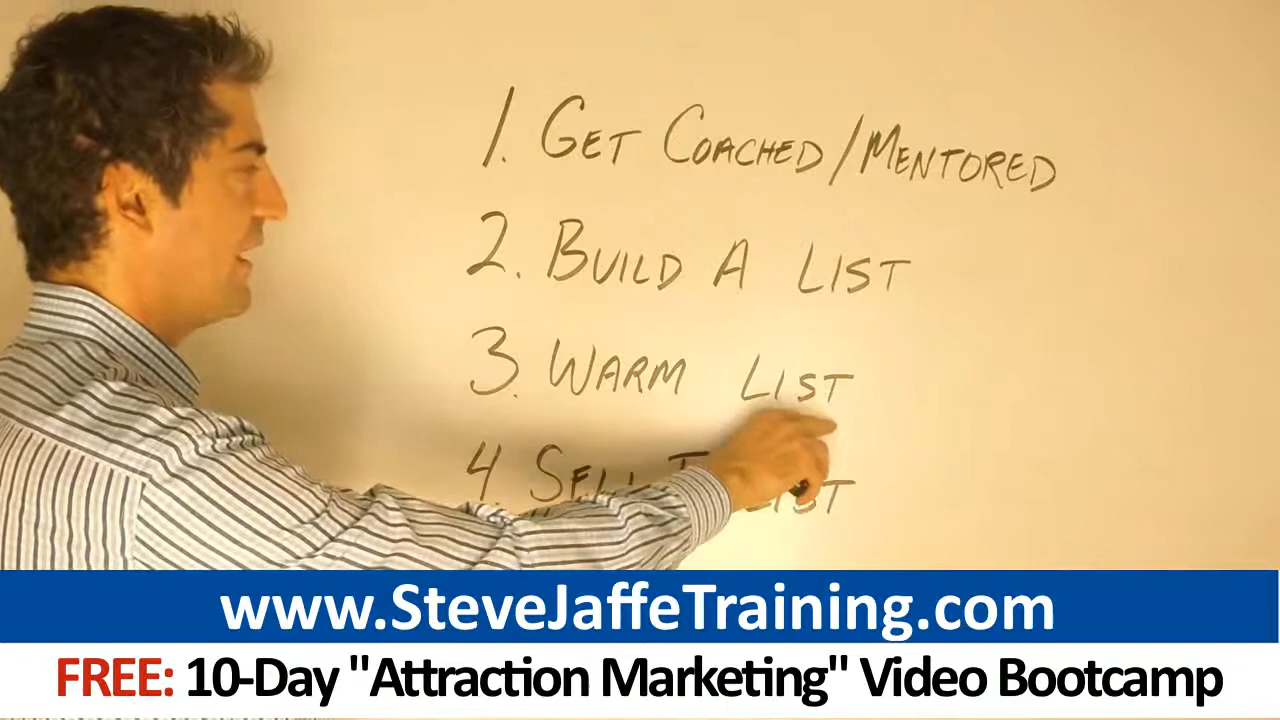 1. GET COACHED/MENTORED
2. BUILD A LIST
3. WARM LIST
4. SELL LIST
www.SteveJaffeTraining.com
FREE: 10-Day "Attraction Marketing" Video Bootcamp